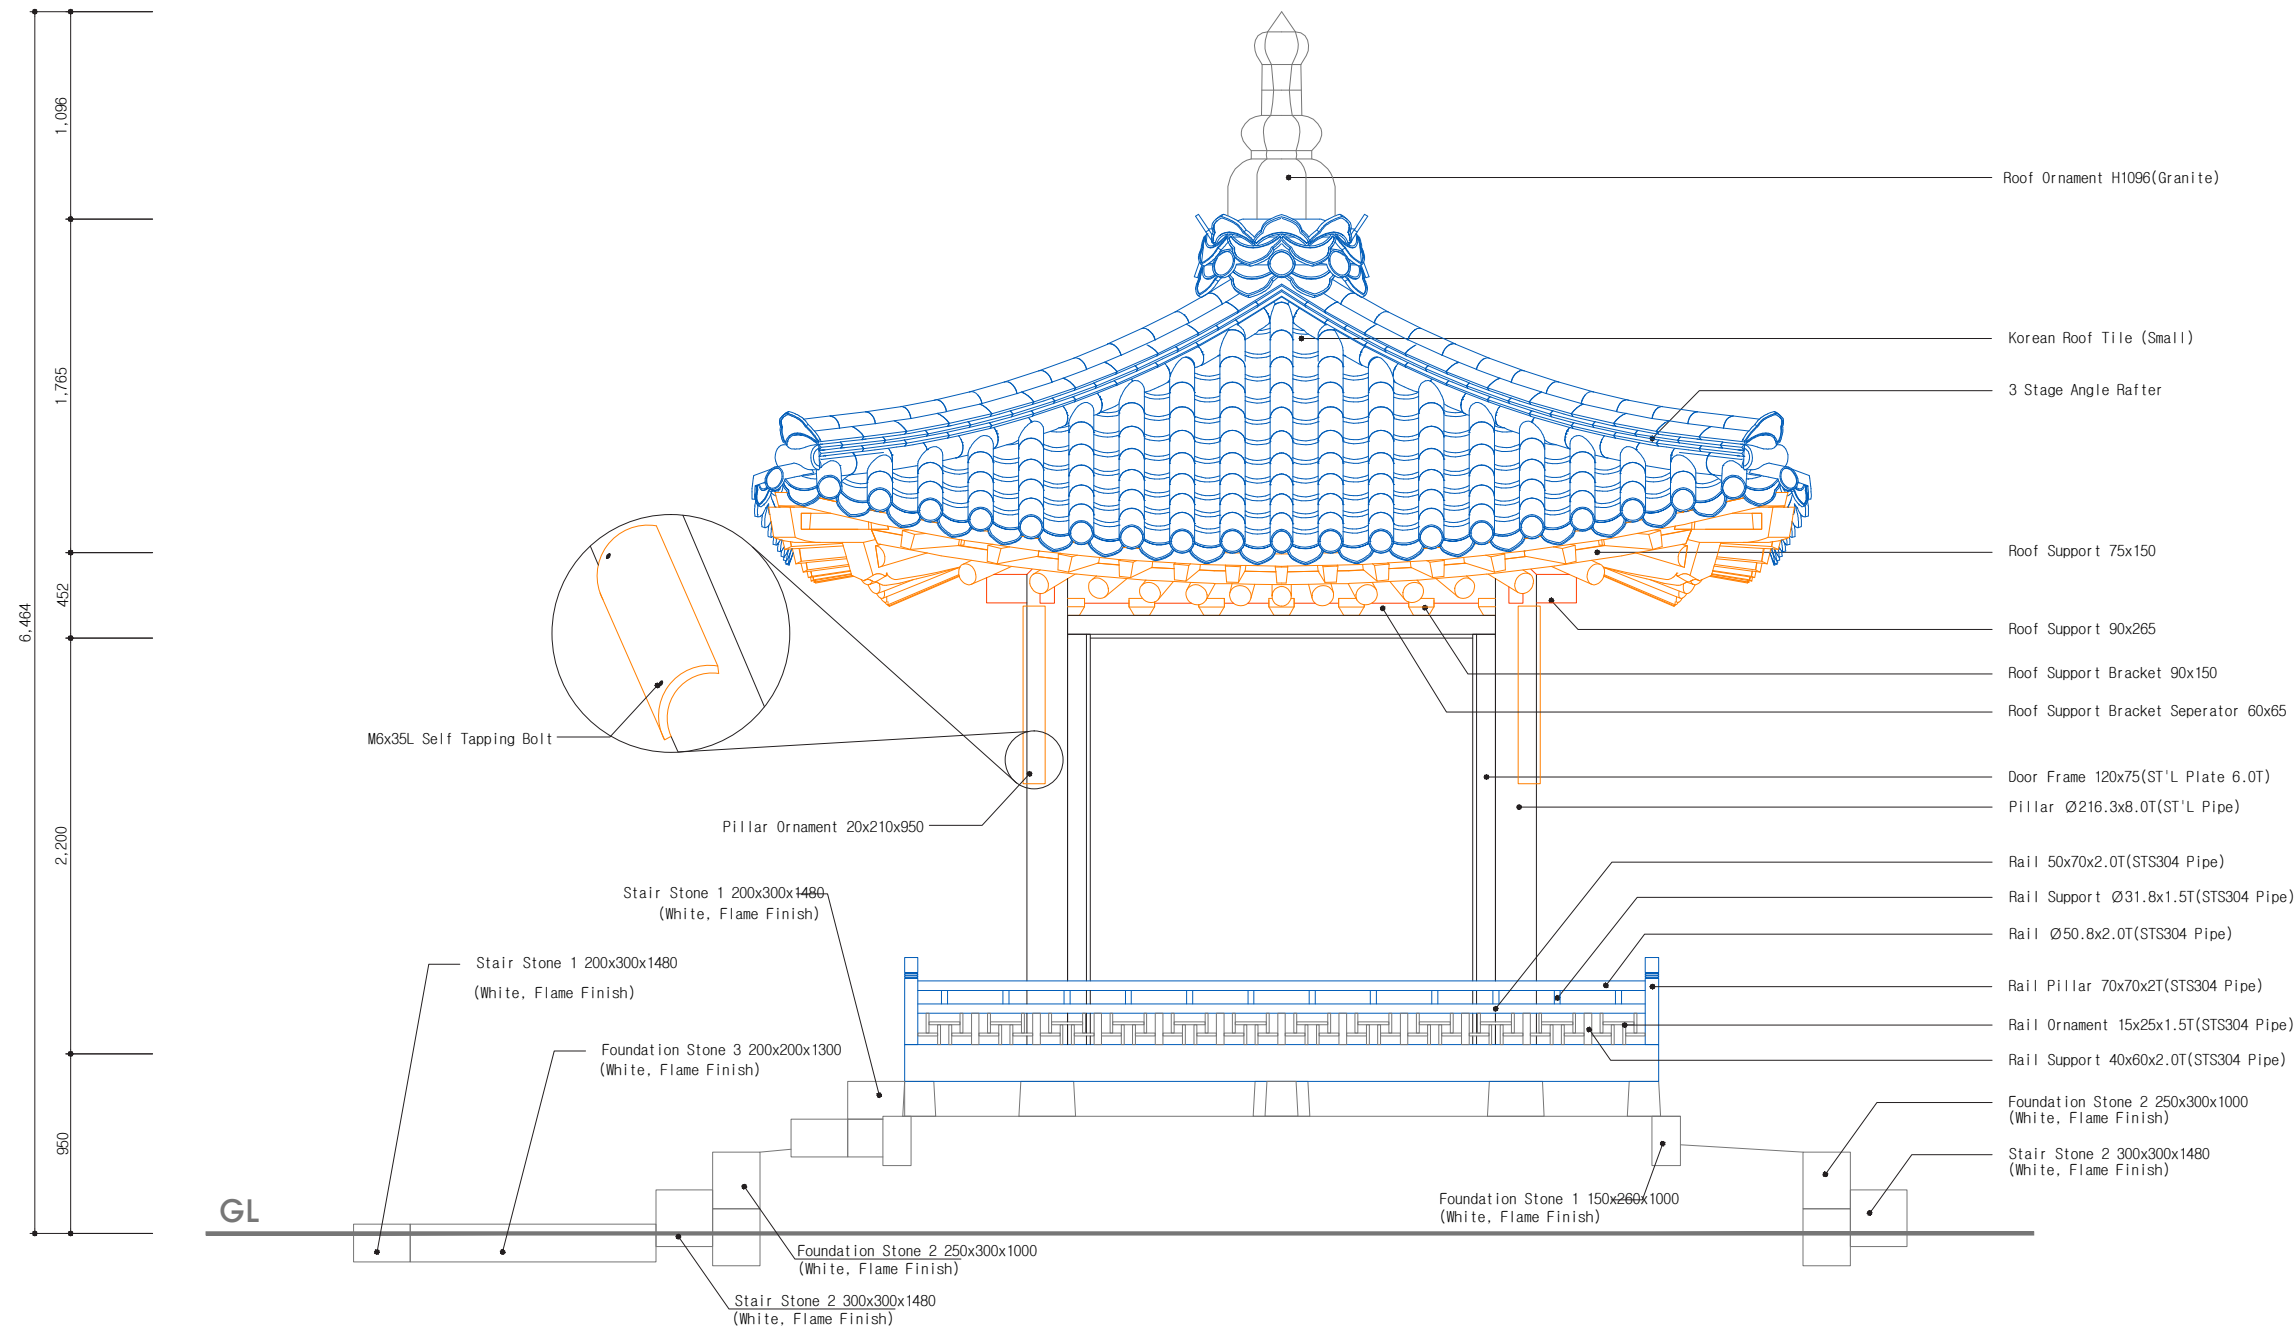 1,096
1,765
452
6,464
2,200
950
Roof Ornament H1096(Granite)
Korean Roof Tile (Small)
3 Stage Angle Rafter
Roof Support 75x150
Roof Support 90x265
Roof Support Bracket 90x150
Roof Support Bracket Seperator 60x65
M6x35L Self Tapping Bolt
Door Frame 120x75(ST'L Plate 6.0T)
Pillar Ø216.3x8.0T(ST'L Pipe)
Pillar Ornament 20x210x950
Rail 50x70x2.0T(STS304 Pipe)
Stair Stone 1 200x300x1480
(White, Flame Finish)
Rail Support Ø31.8x1.5T(STS304 Pipe)
Rail Ø50.8x2.0T(STS304 Pipe)
Stair Stone 1 200x300x1480
(White, Flame Finish)
Rail Pillar 70x70x2T(STS304 Pipe)
Rail Ornament 15x25x1.5T(STS304 Pipe)
Foundation Stone 3 200x200x1300
(White, Flame Finish)
Rail Support 40x60x2.0T(STS304 Pipe)
Foundation Stone 2 250x300x1000
(White, Flame Finish)
Stair Stone 2 300x300x1480
(White, Flame Finish)
Foundation Stone 1 150x260x1000
(White, Flame Finish)
GL
Foundation Stone 2 250x300x1000
(White, Flame Finish)
Stair Stone 2 300x300x1480
(White, Flame Finish)